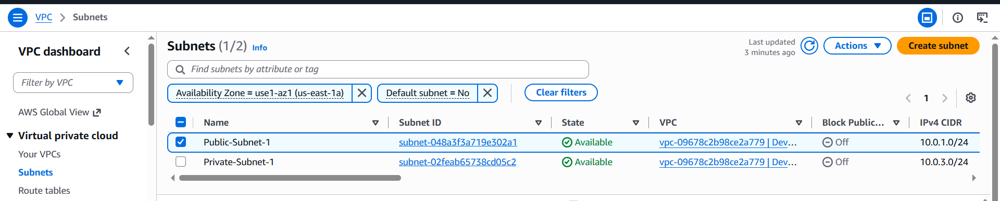 VPC > Subnets
VPC dashboard
Filter by VPC
AWS Global View
Virtual private cloud
Your VPCs
Subnets
Route tables
Subnets (1/2) Info
Last updated
3 minutes ago
Actions
Create subnet
Find subnets by attribute or tag
Availability Zone = use1-az1 (us-east-1a)
Default subnet = No
Clear filters
1
Name Subnet ID State VPC Block Public... IPv4 CIDR
Public-Subnet-1 subnet-048a3f3a719e302a1 Available vpc-09678c2b98ce2a779 | Dev... Off 10.0.1.0/24
Private-Subnet-1 subnet-02feab65738cd05c2 Available vpc-09678c2b98ce2a779 | Dev... Off 10.0.3.0/24